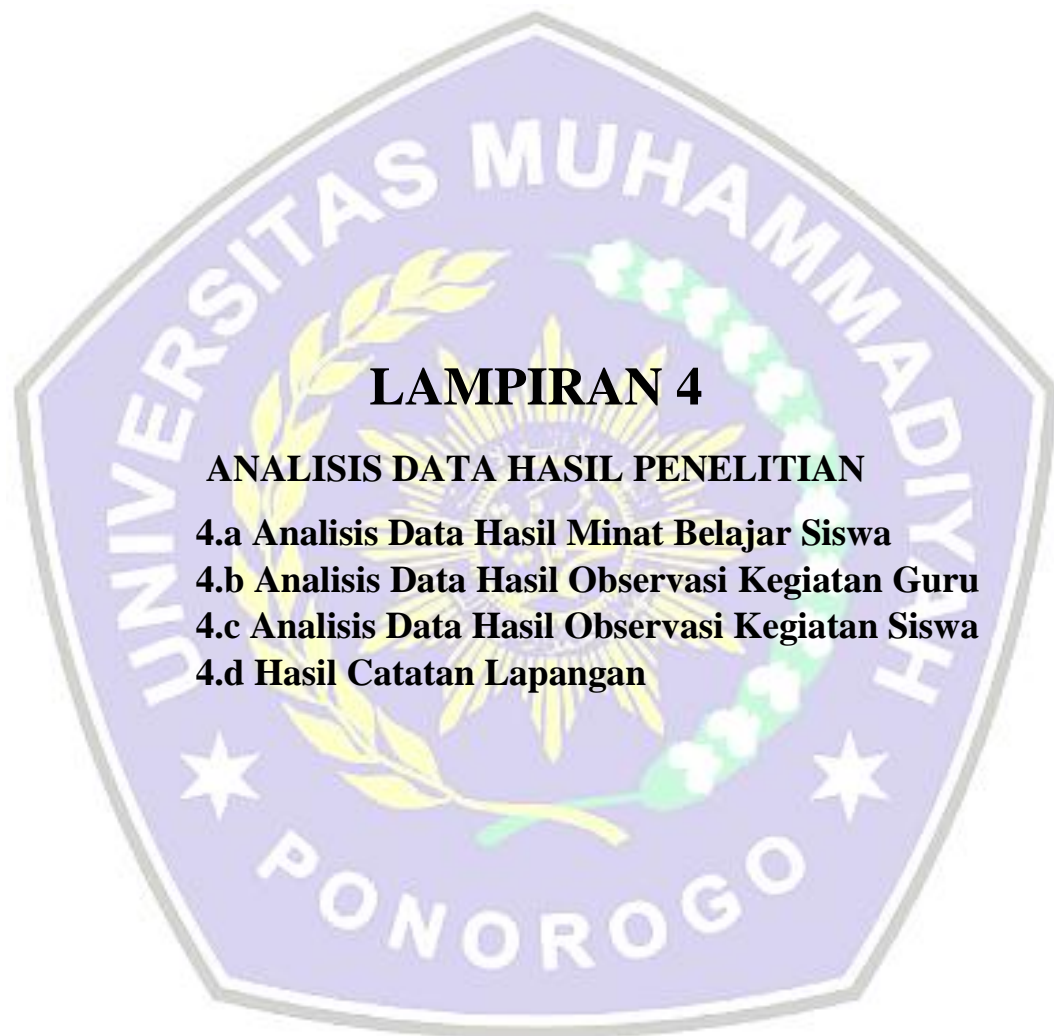 UNIVERSITAS MUHAMMADIYAH
LAMPIRAN 4
ANALISIS DATA HASIL PENELITIAN
4.a Analisis Data Hasil Minat Belajar Siswa
4.b Analisis Data Hasil Observasi Kegiatan Guru
4.c Analisis Data Hasil Observasi Kegiatan Siswa
4.d Hasil Catatan Lapangan
PONOROGO